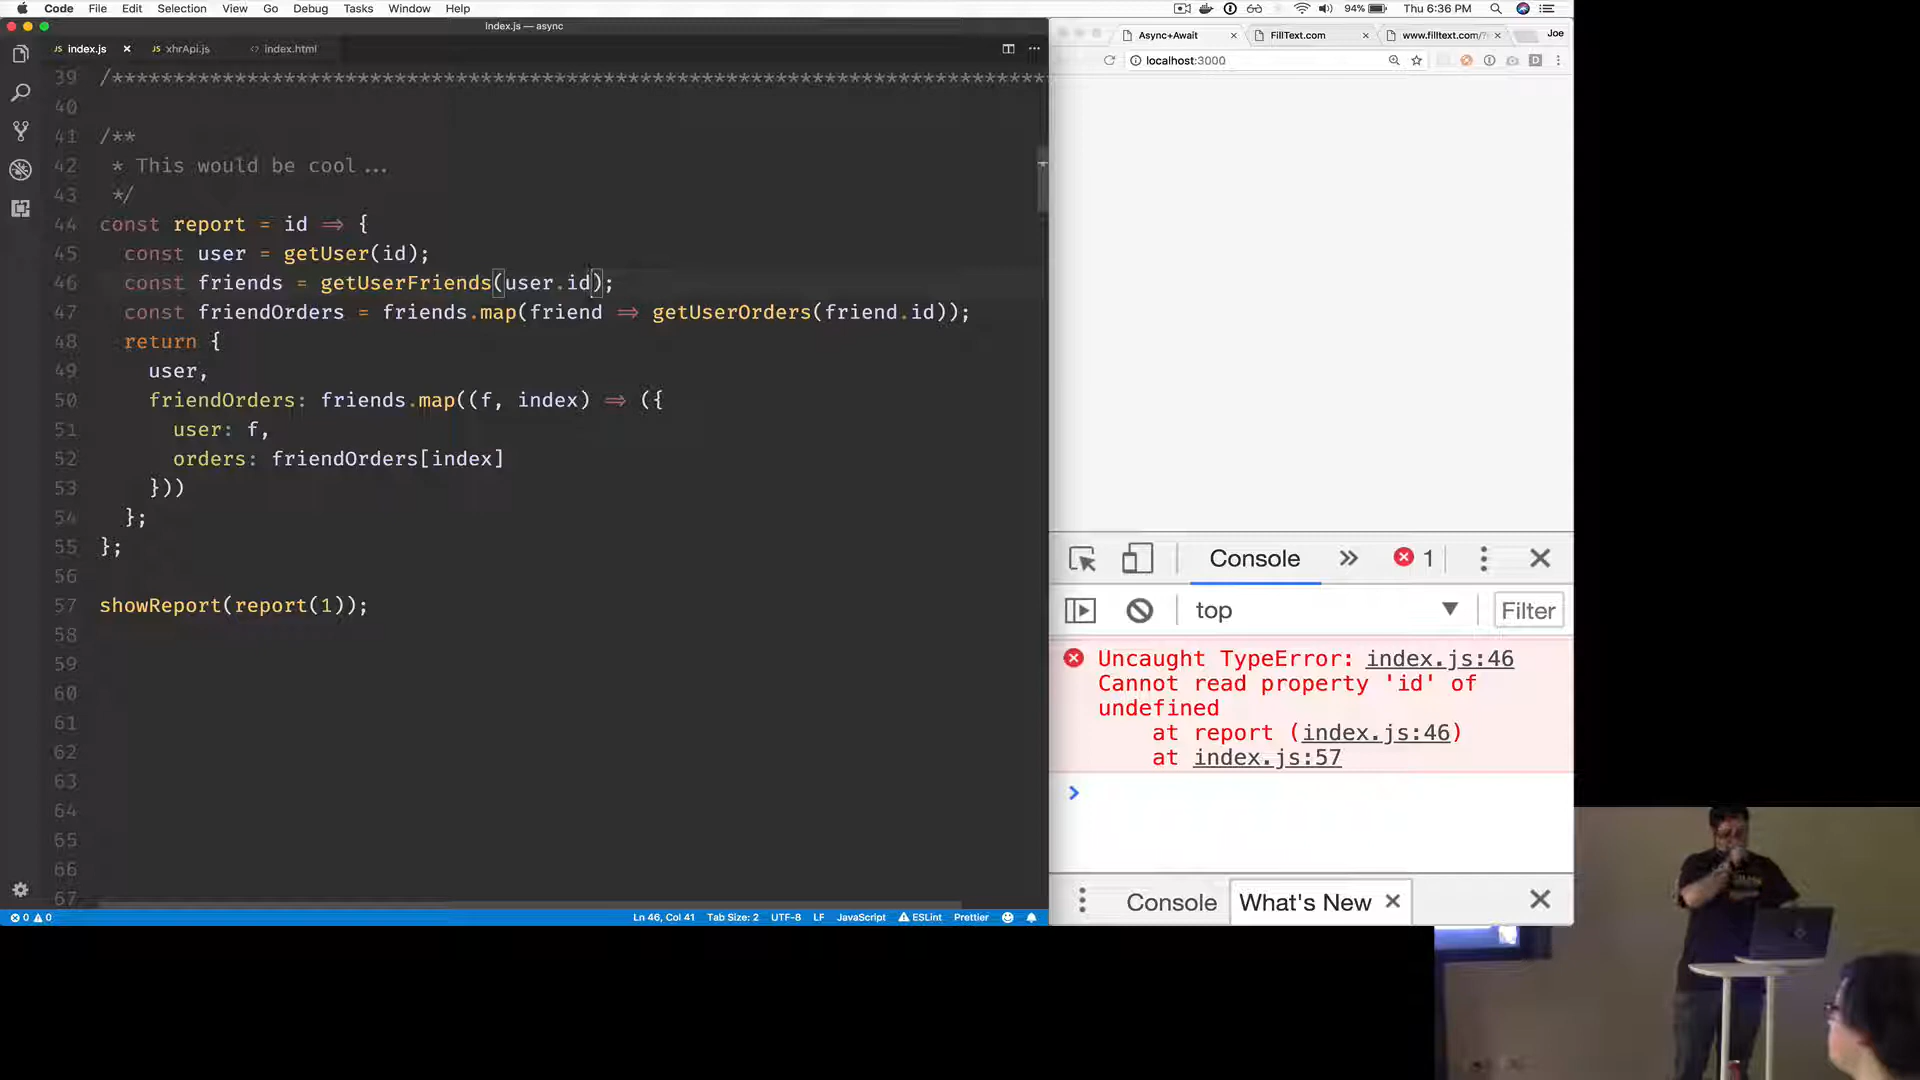 Code File Edit Selection View Go Debug Tasks Window Help
94% Thu 6:36 PM
index.js — async
JS index.js × JS xhrApi.js <> index.html
39 /*****************************************************************************
40
41 /**
42 * This would be cool ...
43 */
44 const report = id => {
45 const user = getUser(id);
46 const friends = getUserFriends(user.id);
47 const friendOrders = friends.map(friend => getUserOrders(friend.id));
48 return {
49 user,
50 friendOrders: friends.map((f, index) => ({
51 user: f,
52 orders: friendOrders[index]
53 }))
54 };
55 };
56
57 showReport(report(1));
58
59
60
61
62
63
64
65
66
67
0 0 Ln 46, Col 41 Tab Size: 2 UTF-8 LF JavaScript ESLint Prettier
Async+Await × FillText.com × www.filltext.com/? × Joe
localhost:3000
Console » 1
top Filter
Uncaught TypeError: index.js:46
Cannot read property 'id' of
undefined
at report (index.js:46)
at index.js:57
>
Console What's New ×